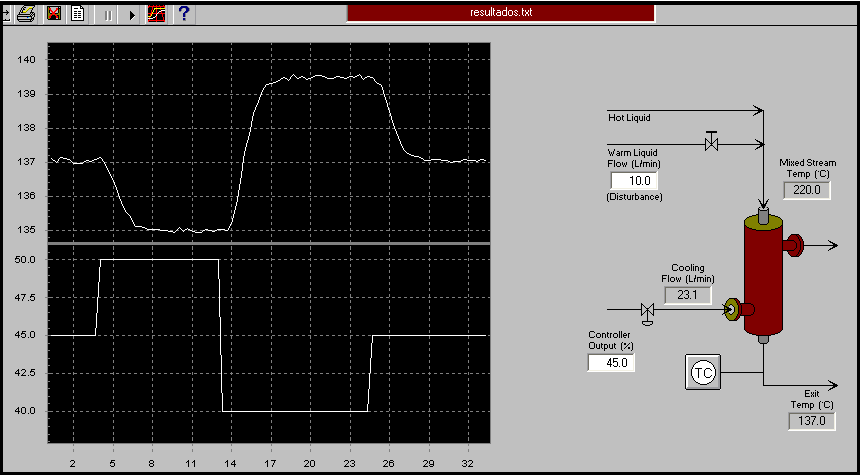 ?
resultados.txt
140
139
138
137
136
135
50.0
47.5
45.0
42.5
40.0
2 5 8 11 14 17 20 23 26 29 32
Hot Liquid
Warm Liquid
Flow (L/min)
10.0
(Disturbance)
Mixed Stream
Temp (°C)
220.0
Cooling
Flow (L/min)
23.1
Controller
Output (%)
45.0
TC
Exit
Temp (°C)
137.0